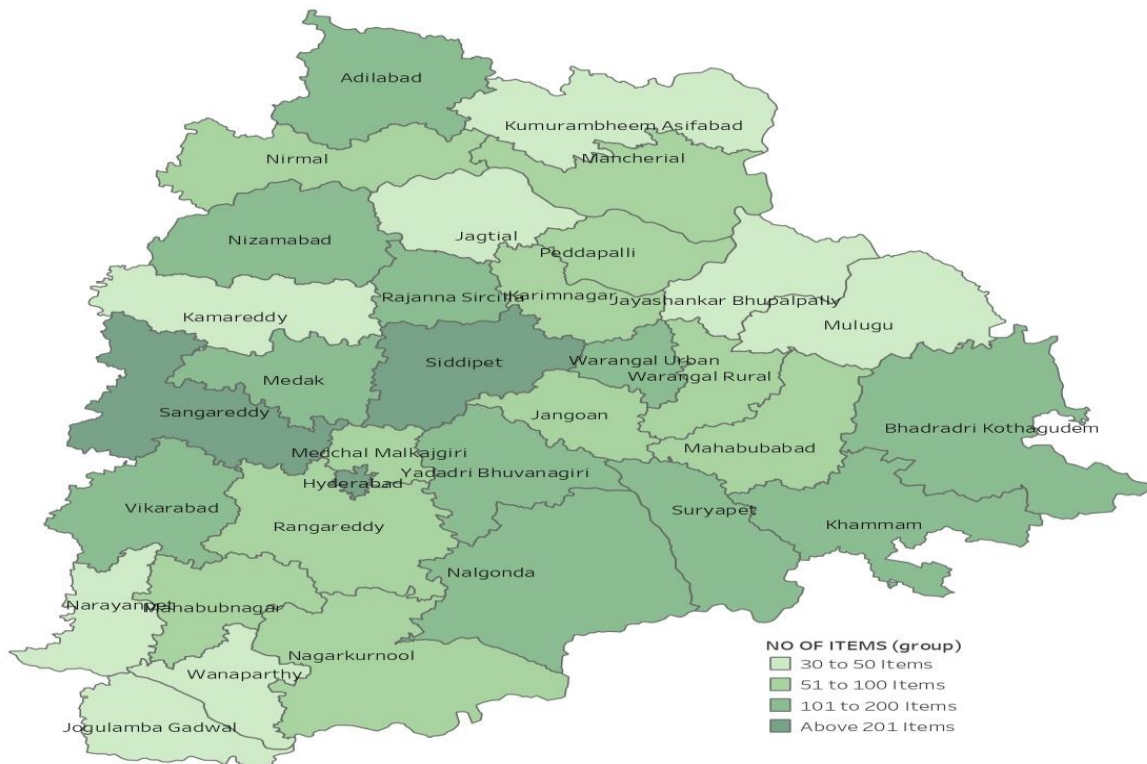 Adilabad
Kumurambheem Asifabad
Nirmal
Mancherial
Nizamabad
Jagtial
Peddapalli
Rajanna Sircilla
Karimnagar
Jayashankar Bhupalpally
Kamareddy
Mulugu
Siddipet
Warangal Urban
Medak
Warangal Rural
Sangareddy
Jangoan
Bhadradri Kothagudem
Mahabubabad
Medchal Malkajgiri
Yadadri Bhuvanagiri
Hyderabad
Vikarabad
Suryapet
Rangareddy
Khammam
Nalgonda
Narayanpet
Mahabubnagar
Nagarkurnool
Wanaparthy
Jogulamba Gadwal
NO OF ITEMS (group)
30 to 50 Items
51 to 100 Items
101 to 200 Items
Above 201 Items